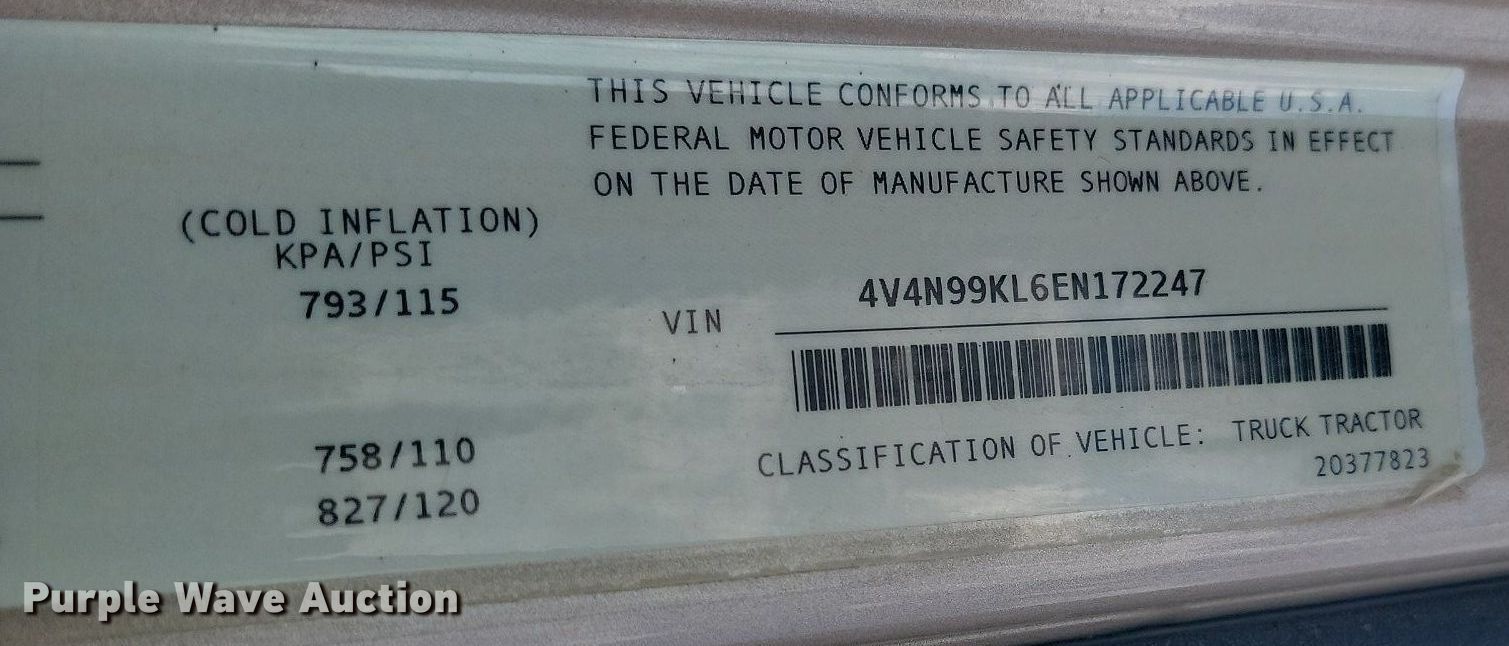 THIS VEHICLE CONFORMS TO ALL APPLICABLE U.S.A.
FEDERAL MOTOR VEHICLE SAFETY STANDARDS IN EFFECT
ON THE DATE OF MANUFACTURE SHOWN ABOVE.
(COLD INFLATION)
KPA/PSI
793/115
758/110
827/120
VIN 4V4N99KL6EN172247
CLASSIFICATION OF VEHICLE: TRUCK TRACTOR
20377823
Purple Wave Auction